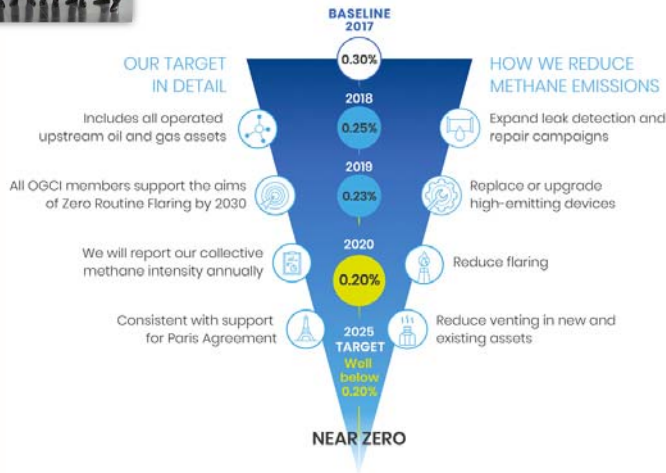 BASELINE
2017
0.30%
OUR TARGET
IN DETAIL
HOW WE REDUCE
METHANE EMISSIONS
2018
0.25%
Includes all operated
upstream oil and gas assets
Expand leak detection and
repair campaigns
2019
0.23%
All OGCI members support the aims
of Zero Routine Flaring by 2030
Replace or upgrade
high-emitting devices
2020
0.20%
We will report our collective
methane intensity annually
Reduce flaring
Consistent with support
for Paris Agreement
2025
TARGET
Well
below
0.20%
Reduce venting in new and
existing assets
NEAR ZERO